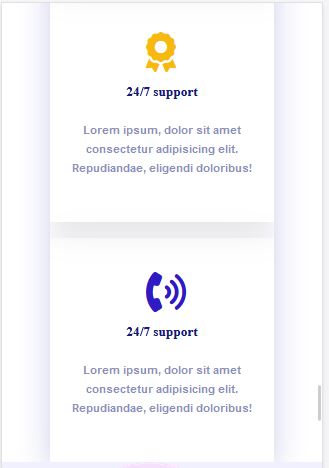 24/7 support
Lorem ipsum, dolor sit amet
consectetur adipisicing elit.
Repudiandae, eligendi doloribus!
24/7 support
Lorem ipsum, dolor sit amet
consectetur adipisicing elit.
Repudiandae, eligendi doloribus!